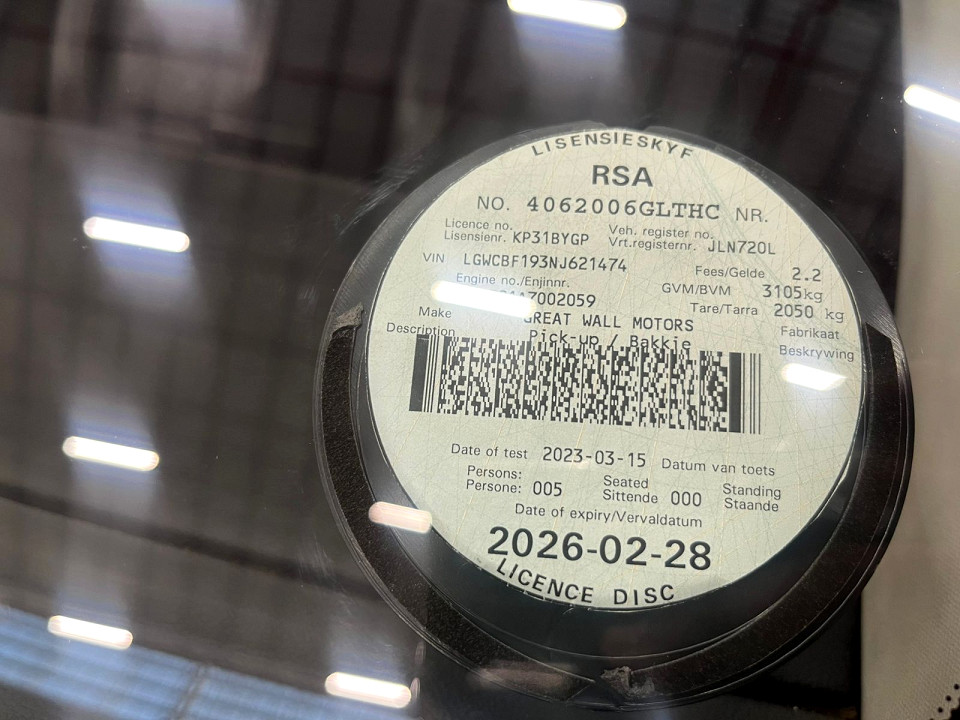 LISENSIESKYF
RSA
NO. 4062006GLTHC NR.
Licence no. Veh. register no.
Lisensienr. KP31BYGP Vrt.registernr. JLN720L
VIN LGWCBF193NJ621474 Fees/Gelde 2.2
Engine no./Enjinnr. GVM/BVM 3105kg
7002059 Tare/Tarra 2050 kg
Make GREAT WALL MOTORS Fabrikaat
Description Pick-up / Bakkie Beskrywing
Date of test 2023-03-15 Datum van toets
Persons: Seated Standing
Persone: 005 Sittende 000 Staande
Date of expiry/Vervaldatum
2026-02-28
LICENCE DISC